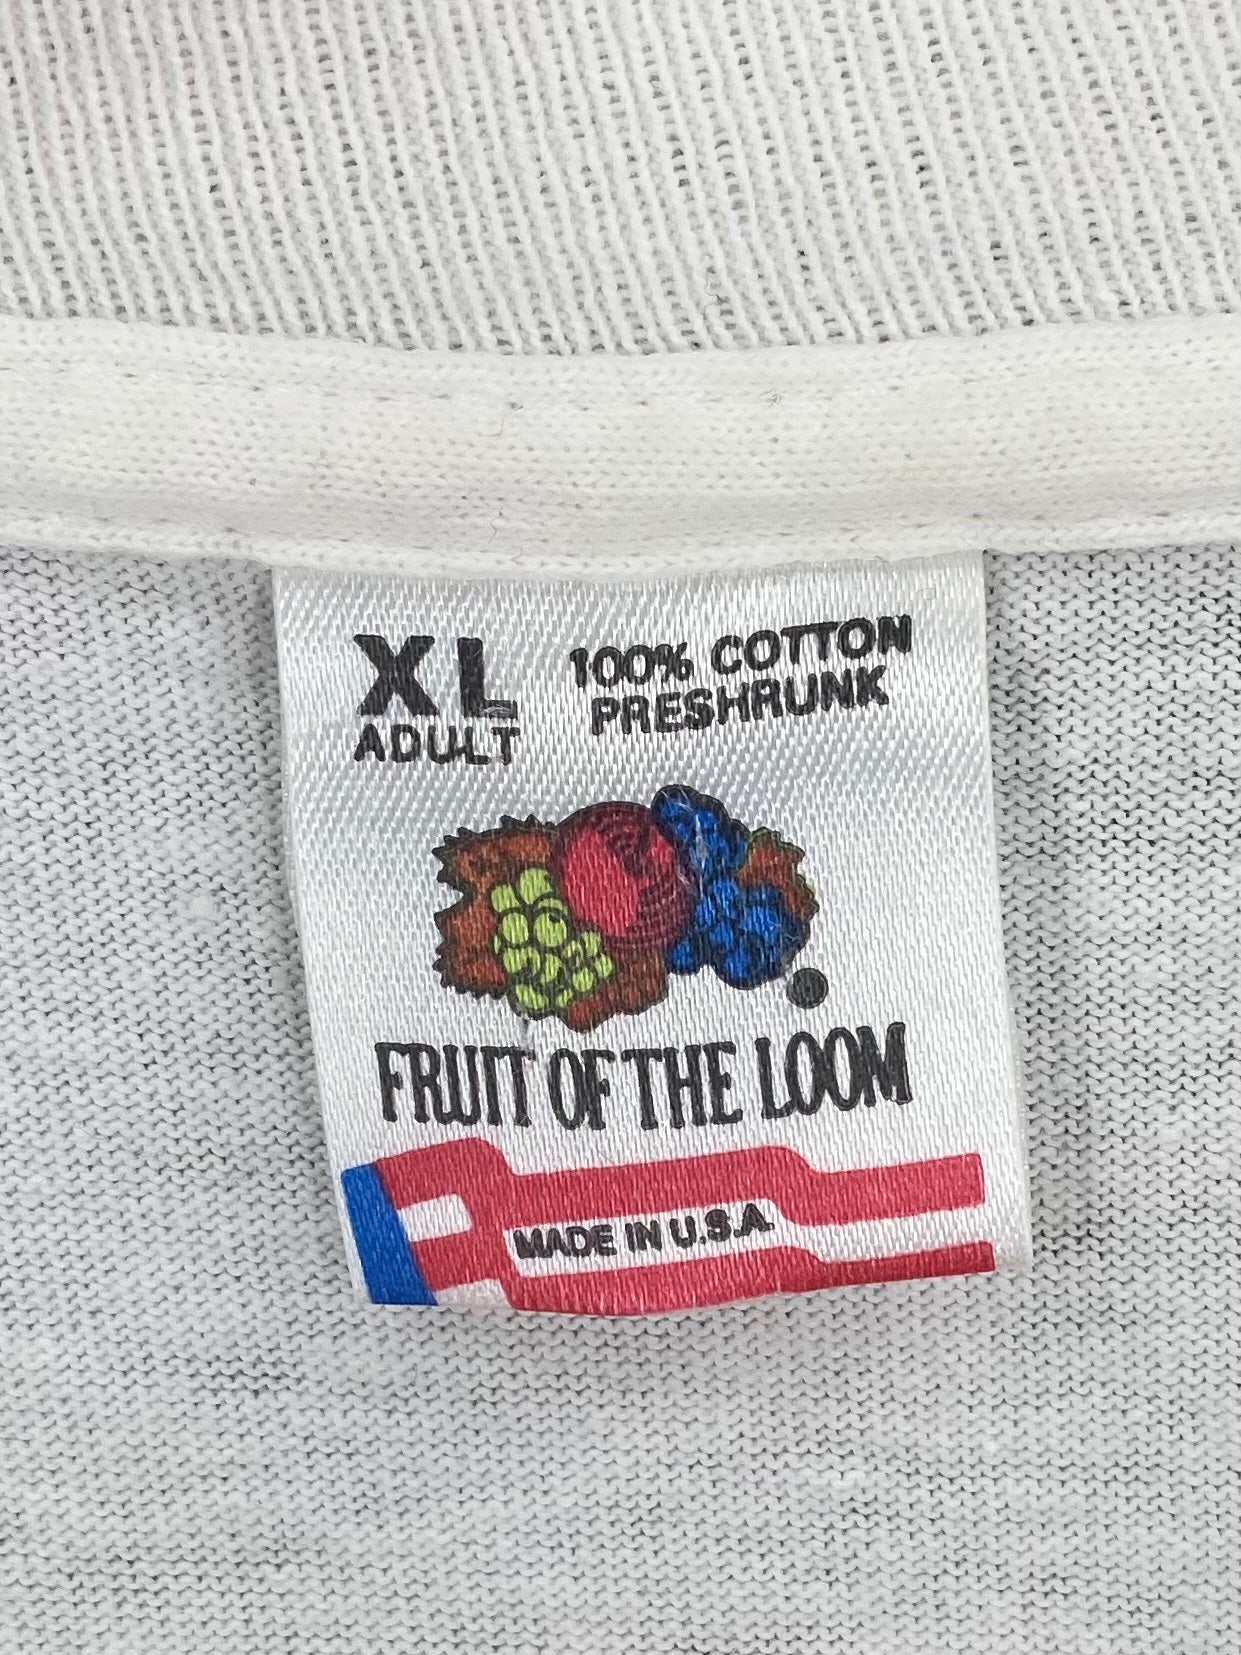 XL
ADULT
100% COTTON
PRESHRUNK
FRUIT OF THE LOOM
MADE IN U.S.A.